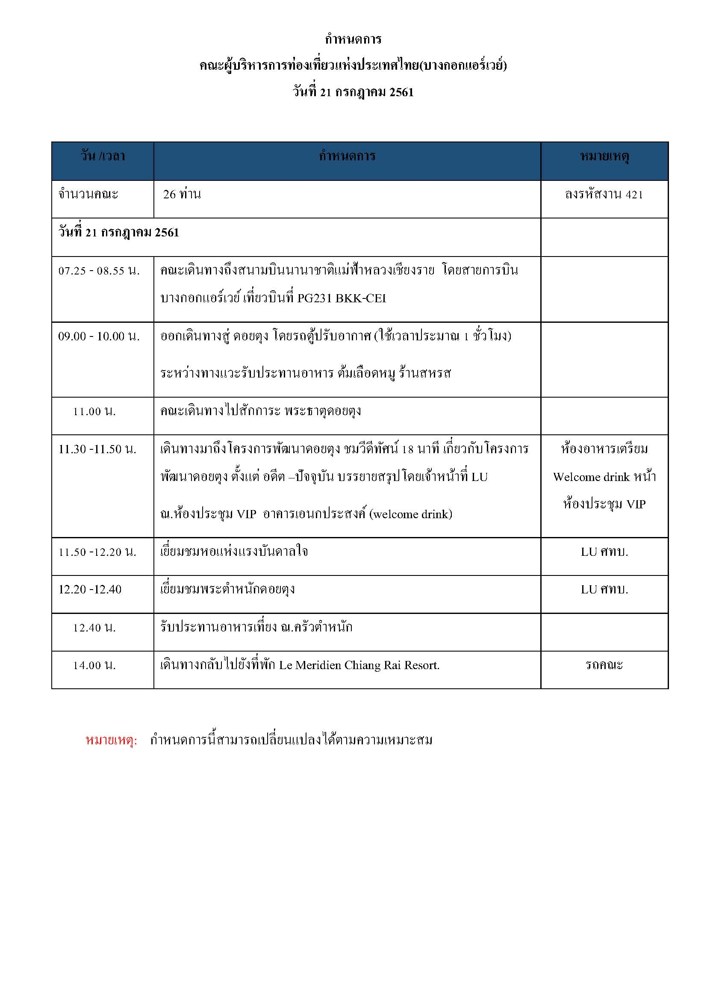 กำหนดการ
คณะผู้บริหารการท่องเที่ยวแห่งประเทศไทย(บางกอกแอร์เวย์)
วันที่ 21 กรกฎาคม 2561
วัน /เวลา กำหนดการ หมายเหตุ
จำนวนคณะ 26 ท่าน ลงรหัสงาน 421
วันที่ 21 กรกฎาคม 2561
07.25 - 08.55 น. คณะเดินทางถึงสนามบินนานาชาติแม่ฟ้าหลวงเชียงราย โดยสายการบิน
บางกอกแอร์เวย์ เที่ยวบินที่ PG231 BKK-CEI
09.00 - 10.00 น. ออกเดินทางสู่ ดอยตุง โดยรถตู้ปรับอากาศ (ใช้เวลาประมาณ 1 ชั่วโมง)
ระหว่างทางแวะรับประทานอาหาร ต้มเลือดหมู ร้านสหรส
11.00 น. คณะเดินทางไปสักการะ พระธาตุดอยตุง
11.30 -11.50 น. เดินทางมาถึงโครงการพัฒนาดอยตุง ชมวีดีทัศน์ 18 นาที เกี่ยวกับโครงการ ห้องอาหารเตรียม
พัฒนาดอยตุง ตั้งแต่ อดีต –ปัจจุบัน บรรยายสรุปโดยเจ้าหน้าที่ LU Welcome drink หน้า
ห้องประชุม VIP
ณ.ห้องประชุม VIP อาคารเอนกประสงค์ (welcome drink)
11.50 -12.20 น. เยี่ยมชมหอแห่งแรงบันดาลใจ LU ศทบ.
12.20 -12.40 เยี่ยมชมพระตำหนักดอยตุง LU ศทบ.
12.40 น. รับประทานอาหารเที่ยง ณ.ครัวตำหนัก
14.00 น. เดินทางกลับไปยังที่พัก Le Meridien Chiang Rai Resort. รถคณะ
หมายเหตุ: กำหนดการนี้สามารถเปลี่ยนแปลงได้ตามความเหมาะสม